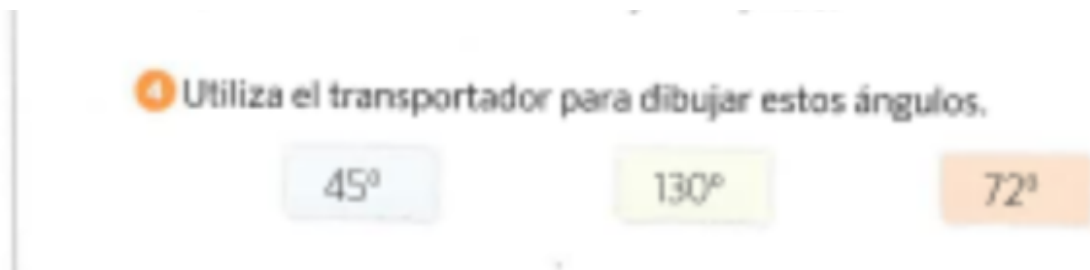 4 Utiliza el transportador para dibujar estos ángulos.
45º 130º 72º